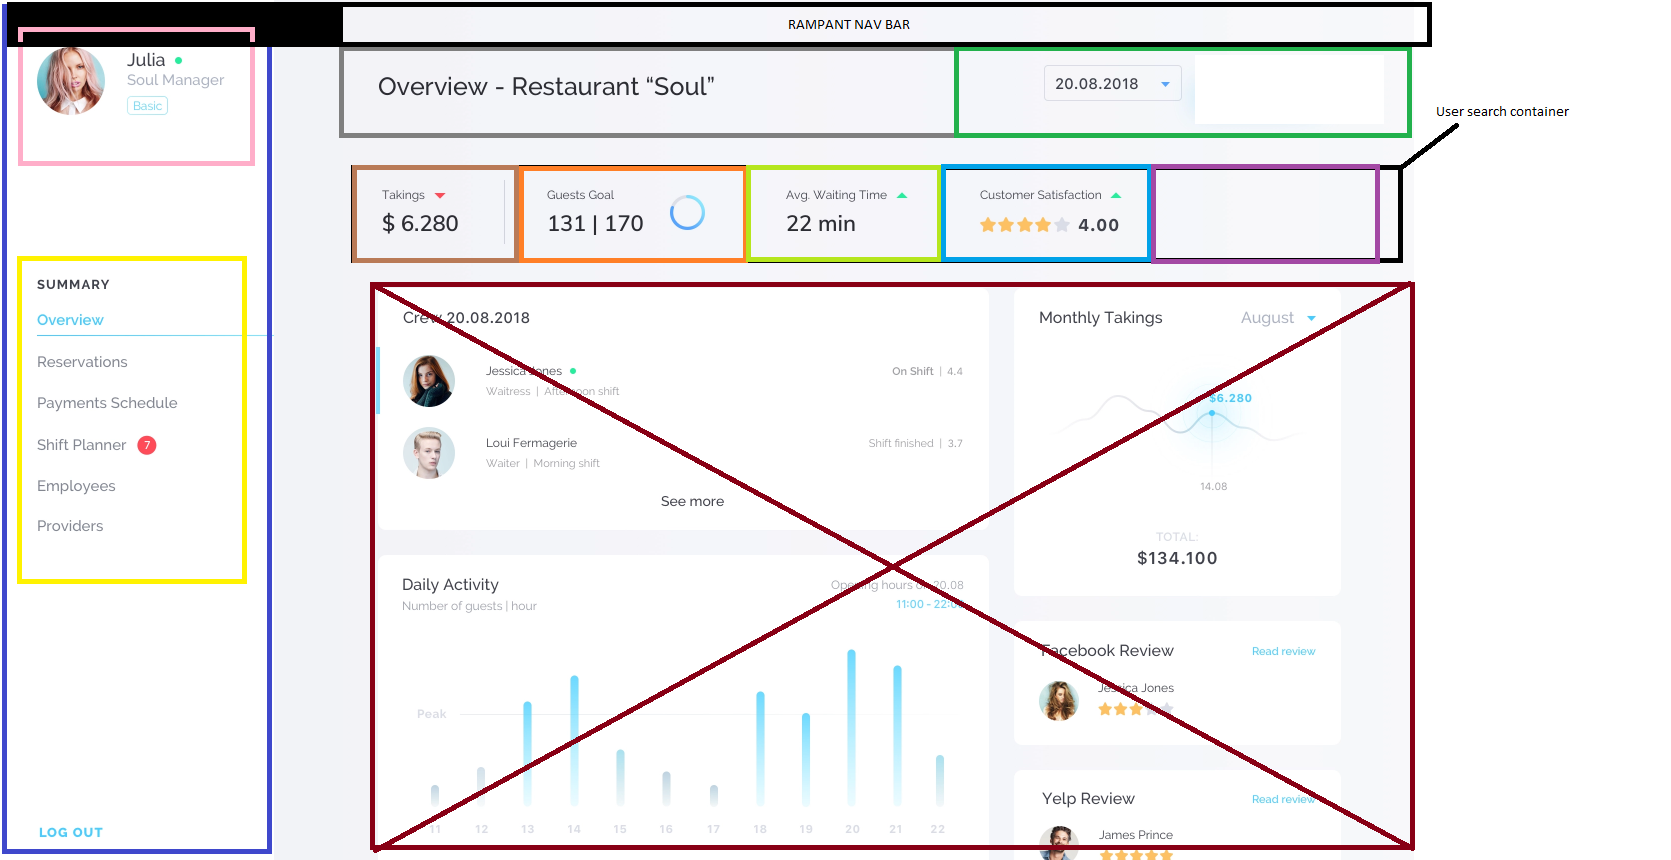 RAMPANT NAV BAR
Julia
Soul Manager
Basic
Overview - Restaurant “Soul”
20.08.2018
User search container
Takings
$ 6.280
Guests Goal
131 | 170
Avg. Waiting Time
22 min
Customer Satisfaction
4.00
SUMMARY
Overview
Reservations
Payments Schedule
Shift Planner 7
Employees
Providers
LOG OUT
Crew 20.08.2018
Jessica Jones
On Shift | 4.4
Waitress | Afternoon shift
Loui Fermagerie
Shift finished | 3.7
Waiter | Morning shift
See more
Monthly Takings
August
$6.280
14.08
TOTAL:
$134.100
Daily Activity
Number of guests | hour
Opening hours on 20.08
11:00 - 22:00
Peak
11 12 13 14 15 16 17 18 19 20 21 22
Facebook Review
Read review
Jessica Jones
Yelp Review
Read review
James Prince